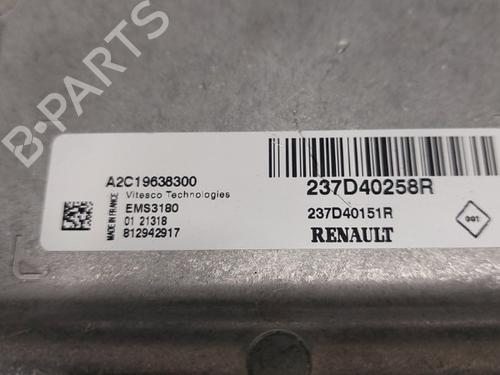 B-PARTS
A2C19636300
Vitesco Technologies
EMS3180
01 21318
812942917
MADE IN FRANCE
237D40258R
237D40151R
RENAULT
001